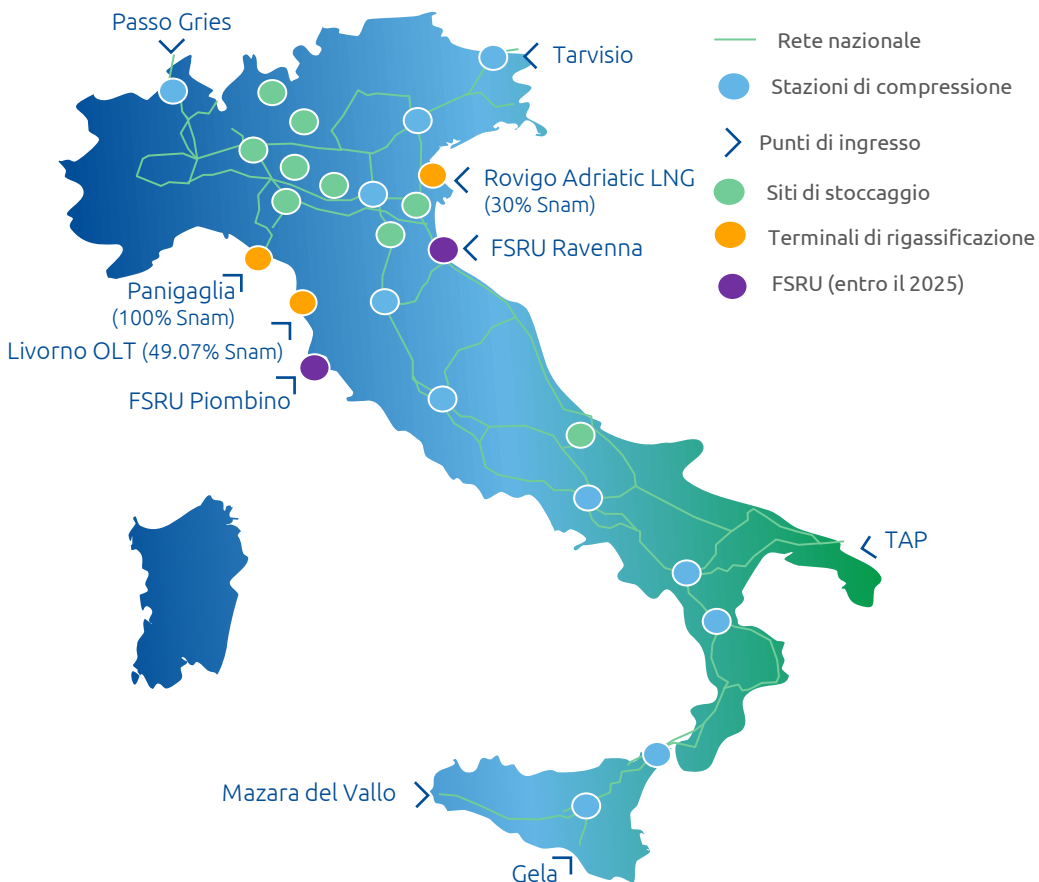 Passo Gries
Tarvisio
Rete nazionale
Stazioni di compressione
Punti di ingresso
Siti di stoccaggio
Terminali di rigassificazione
FSRU (entro il 2025)
Rovigo Adriatic LNG
(30% Snam)
FSRU Ravenna
Panigaglia
(100% Snam)
Livorno OLT (49.07% Snam)
FSRU Piombino
TAP
Mazara del Vallo
Gela